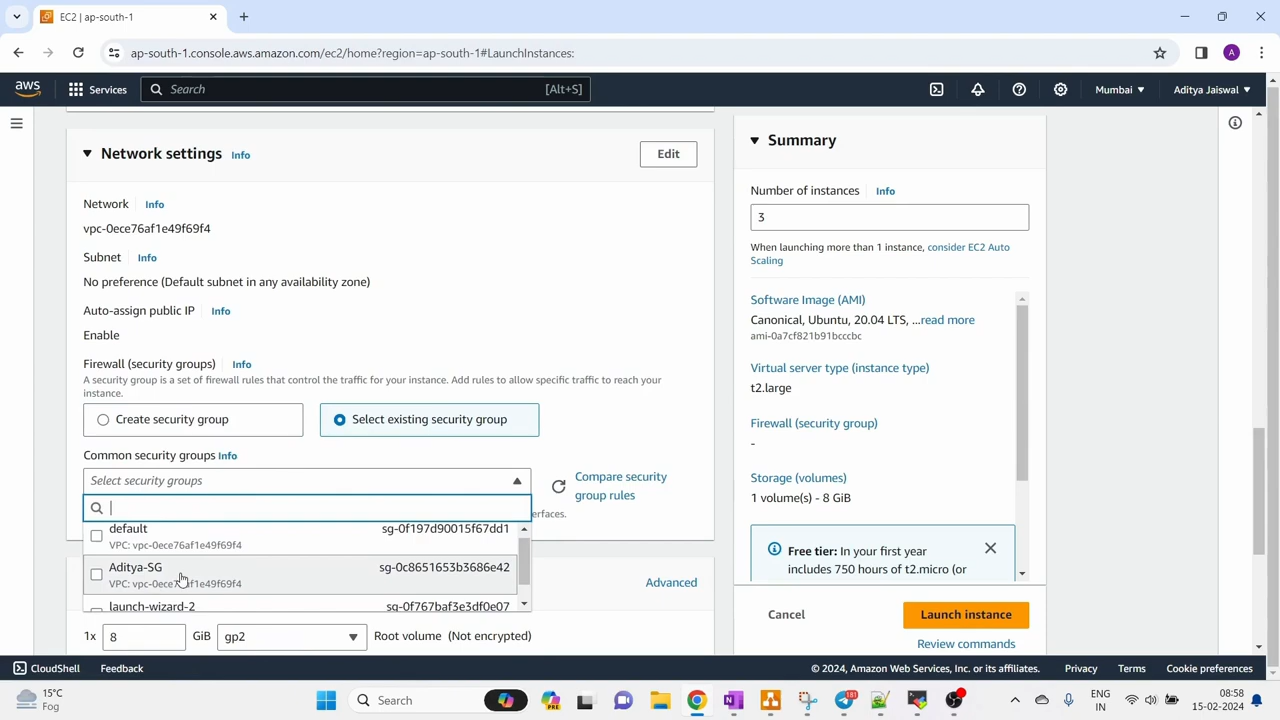 EC2 | ap-south-1
ap-south-1.console.aws.amazon.com/ec2/home?region=ap-south-1#LaunchInstances:
A
aws
Services
Search
[Alt+S]
Mumbai
Aditya Jaiswal
Network settings
Info
Edit
Network
Info
vpc-0ece76af1e49f69f4
Subnet
Info
No preference (Default subnet in any availability zone)
Auto-assign public IP
Info
Enable
Firewall (security groups)
Info
A security group is a set of firewall rules that control the traffic for your instance. Add rules to allow specific traffic to reach your
instance.
Create security group
Select existing security group
Common security groups
Info
Select security groups
Compare security
group rules
erfaces.
default
sg-0f197d90015f67dd1
VPC: vpc-0ece76af1e49f69f4
Aditya-SG
sg-0c8651653b3686e42
VPC: vpc-0ece76af1e49f69f4
launch-wizard-2
sg-0f767baf3e3df0e07
Advanced
1x
8
GiB
gp2
Root volume (Not encrypted)
Summary
Number of instances
Info
3
When launching more than 1 instance, consider EC2 Auto
Scaling
Software Image (AMI)
Canonical, Ubuntu, 20.04 LTS, ...read more
ami-0a7cf821b91bcccbc
Virtual server type (instance type)
t2.large
Firewall (security group)
-
Storage (volumes)
1 volume(s) - 8 GiB
Free tier: In your first year
includes 750 hours of t2.micro (or
Cancel
Launch instance
Review commands
CloudShell
Feedback
© 2024, Amazon Web Services, Inc. or its affiliates.
Privacy
Terms
Cookie preferences
15°C
Fog
Search
PRE
181
ENG
IN
08:58
15-02-2024